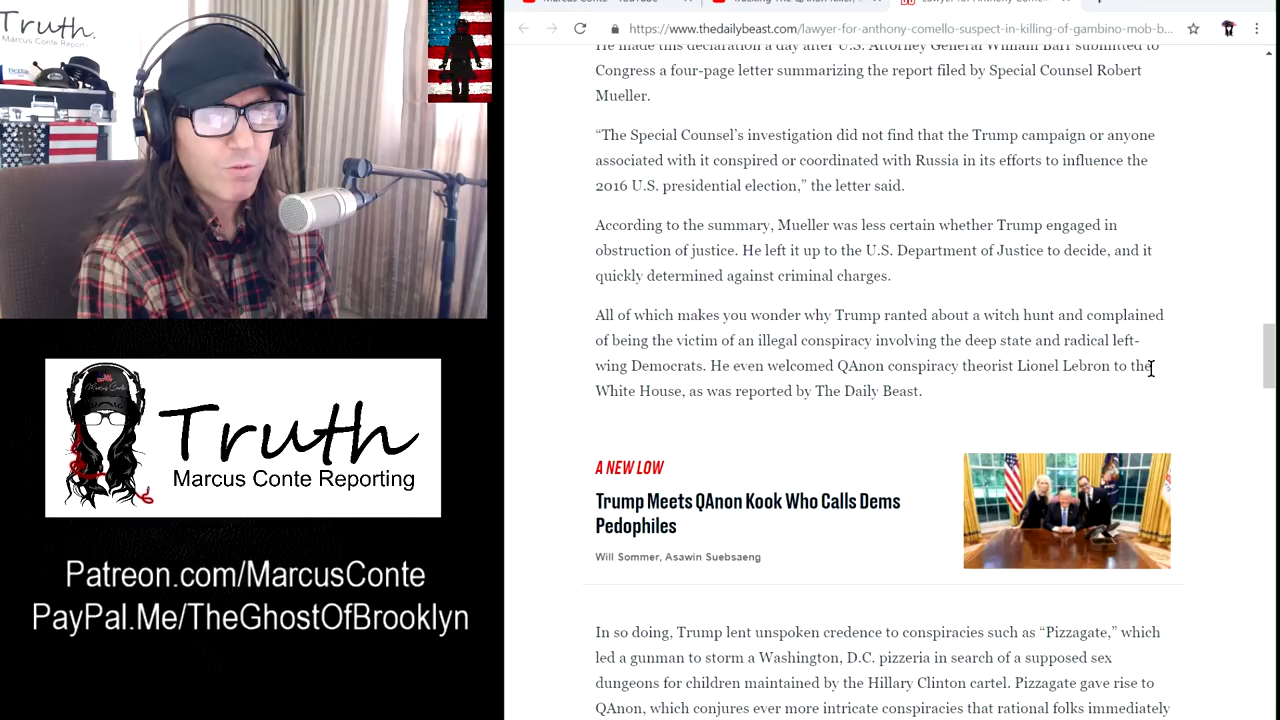 Truth.
Marcus Conte Repor
https://www.thedailybeast.com/lawyer-for-anthony-comello-suspect-in-killing-of-gambino-mob-b...
He made this declaration a day after U.S. Attorney General William Barr submitted to
Congress a four-page letter summarizing the report filed by Special Counsel Robert
Mueller.
“The Special Counsel’s investigation did not find that the Trump campaign or anyone
associated with it conspired or coordinated with Russia in its efforts to influence the
2016 U.S. presidential election,” the letter said.
According to the summary, Mueller was less certain whether Trump engaged in
obstruction of justice. He left it up to the U.S. Department of Justice to decide, and it
quickly determined against criminal charges.
All of which makes you wonder why Trump ranted about a witch hunt and complained
of being the victim of an illegal conspiracy involving the deep state and radical left-
wing Democrats. He even welcomed QAnon conspiracy theorist Lionel Lebron to the
White House, as was reported by The Daily Beast.
A NEW LOW
Trump Meets QAnon Kook Who Calls Dems
Pedophiles
Will Sommer, Asawin Suebsaeng
In so doing, Trump lent unspoken credence to conspiracies such as “Pizzagate,” which
led a gunman to storm a Washington, D.C. pizzeria in search of a supposed sex
dungeons for children maintained by the Hillary Clinton cartel. Pizzagate gave rise to
QAnon, which conjures ever more intricate conspiracies that rational folks immediately
Truth
Marcus Conte Reporting
Patreon.com/MarcusConte
PayPal.Me/TheGhostOfBrooklyn